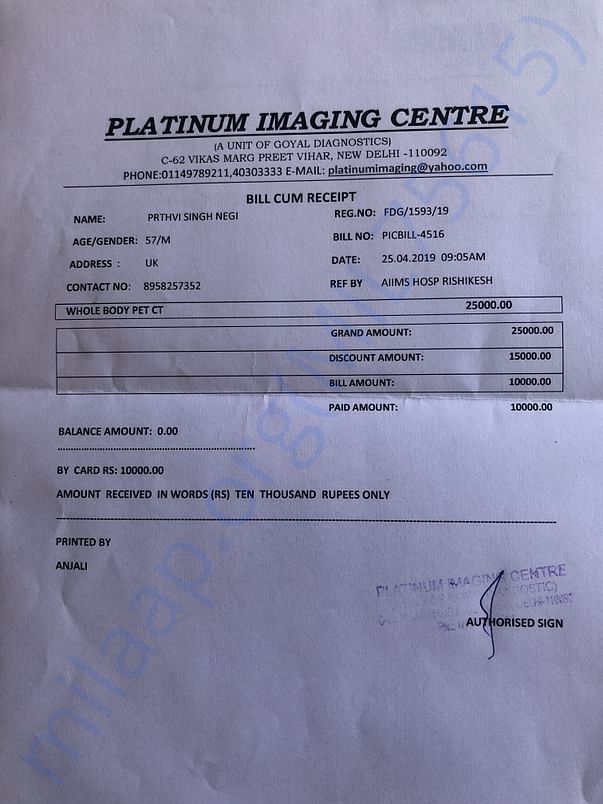 PLATINUM IMAGING CENTRE
(A UNIT OF GOYAL DIAGNOSTICS)
C-62 VIKAS MARG PREET VIHAR, NEW DELHI -110092
PHONE:01149789211,40303333 E-MAIL: platinumimaging@yahoo.com
BILL CUM RECEIPT
NAME: PRTHVI SINGH NEGI REG.NO: FDG/1593/19
AGE/GENDER: 57/M BILL NO: PICBILL-4516
ADDRESS : UK DATE: 25.04.2019 09:05AM
CONTACT NO: 8958257352 REF BY AIIMS HOSP RISHIKESH
WHOLE BODY PET CT 25000.00
GRAND AMOUNT: 25000.00
DISCOUNT AMOUNT: 15000.00
BILL AMOUNT: 10000.00
PAID AMOUNT: 10000.00
BALANCE AMOUNT: 0.00
BY CARD RS: 10000.00
AMOUNT RECEIVED IN WORDS (RS) TEN THOUSAND RUPEES ONLY
PRINTED BY
ANJALI
PLATINUM IMAGING CENTRE
AUTHORISED SIGN